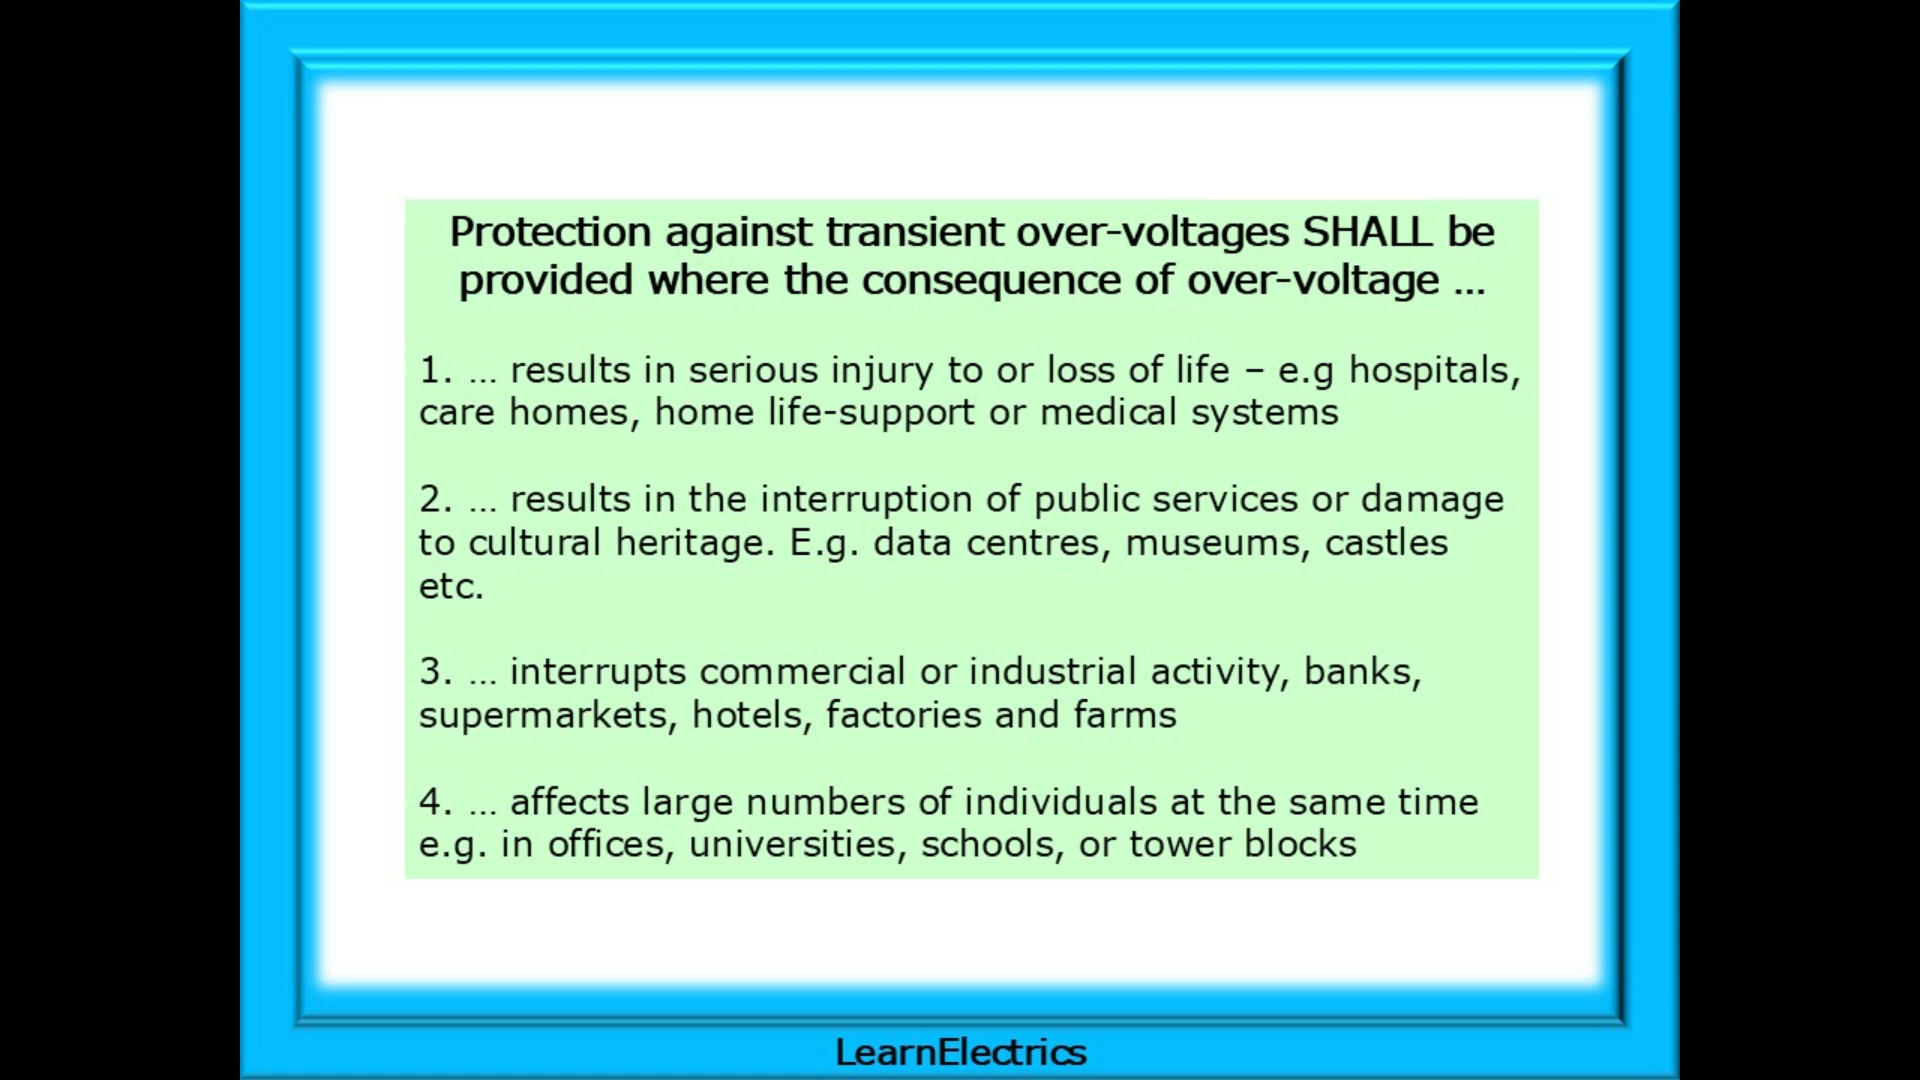 Protection against transient over-voltages SHALL be
provided where the consequence of over-voltage ...
1. ... results in serious injury to or loss of life – e.g hospitals,
care homes, home life-support or medical systems
2. ... results in the interruption of public services or damage
to cultural heritage. E.g. data centres, museums, castles
etc.
3. ... interrupts commercial or industrial activity, banks,
supermarkets, hotels, factories and farms
4. ... affects large numbers of individuals at the same time
e.g. in offices, universities, schools, or tower blocks
LearnElectrics